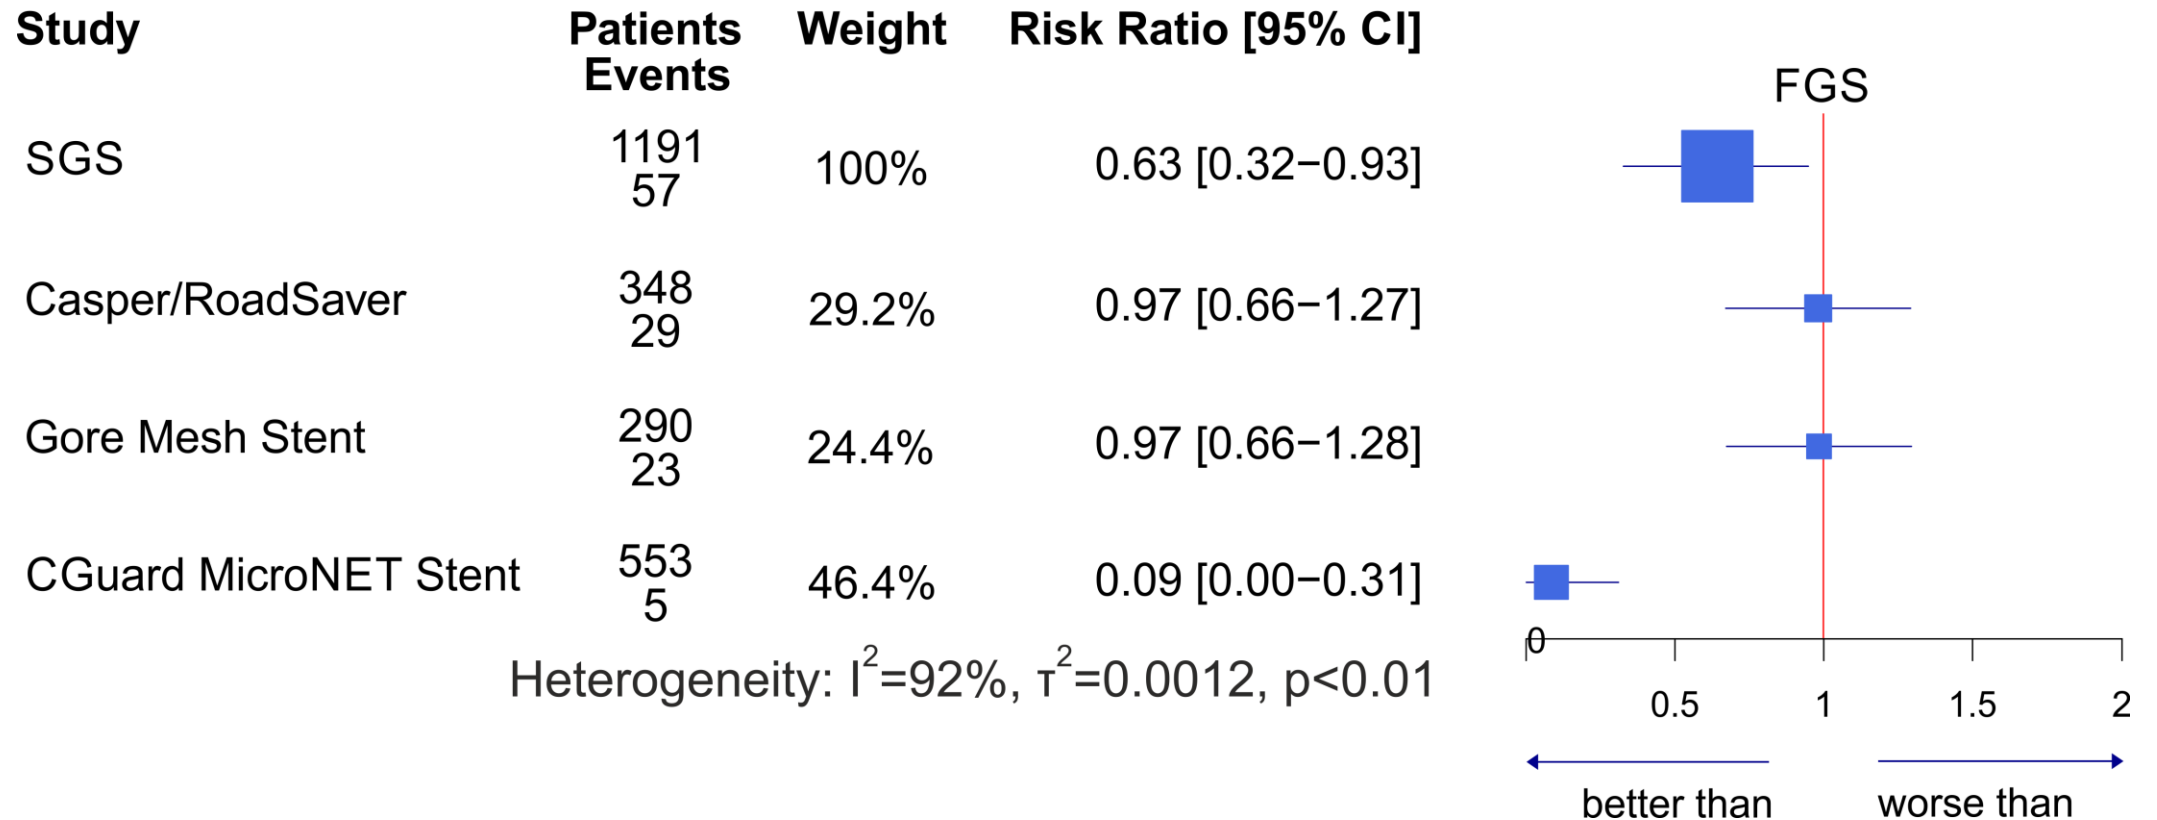 Study Patients Weight Risk Ratio [95% CI]
Events
FGS
SGS 1191 100% 0.63 [0.32−0.93]
57
Casper/RoadSaver 348 29.2% 0.97 [0.66−1.27]
29
Gore Mesh Stent 290 24.4% 0.97 [0.66−1.28]
23
CGuard MicroNET Stent 553 46.4% 0.09 [0.00−0.31]
5
0
Heterogeneity: I²=92%, τ²=0.0012, p<0.01
0.5 1 1.5 2
better than worse than